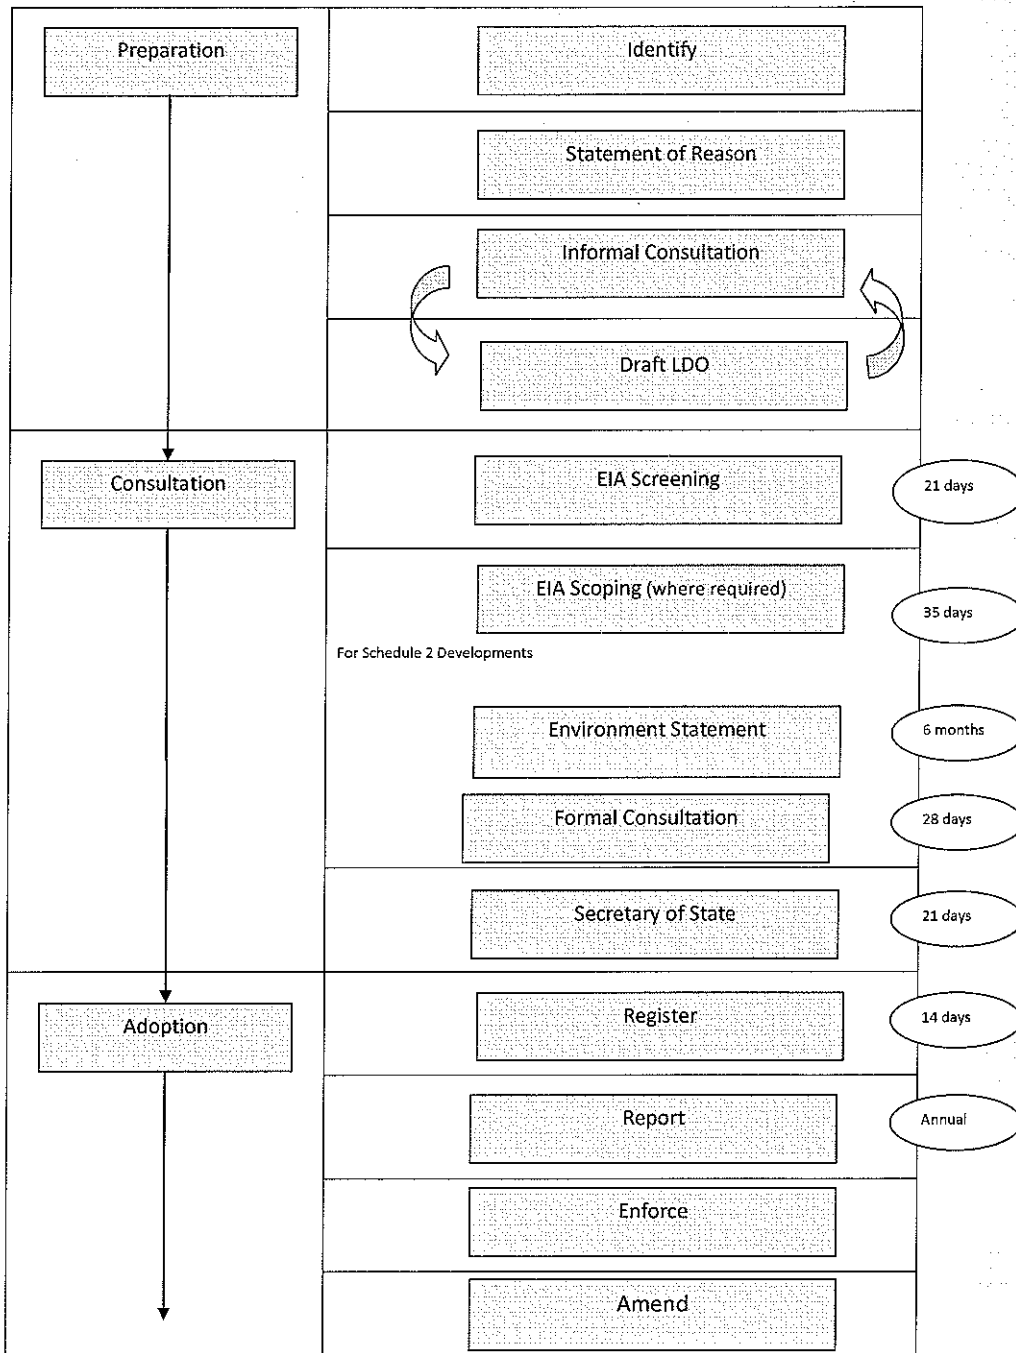 Preparation
Identify
Statement of Reason
Informal Consultation
Draft LDO
Consultation
EIA Screening
21 days
EIA Scoping (where required)
35 days
For Schedule 2 Developments
Environment Statement
6 months
Formal Consultation
28 days
Secretary of State
21 days
Adoption
Register
14 days
Report
Annual
Enforce
Amend